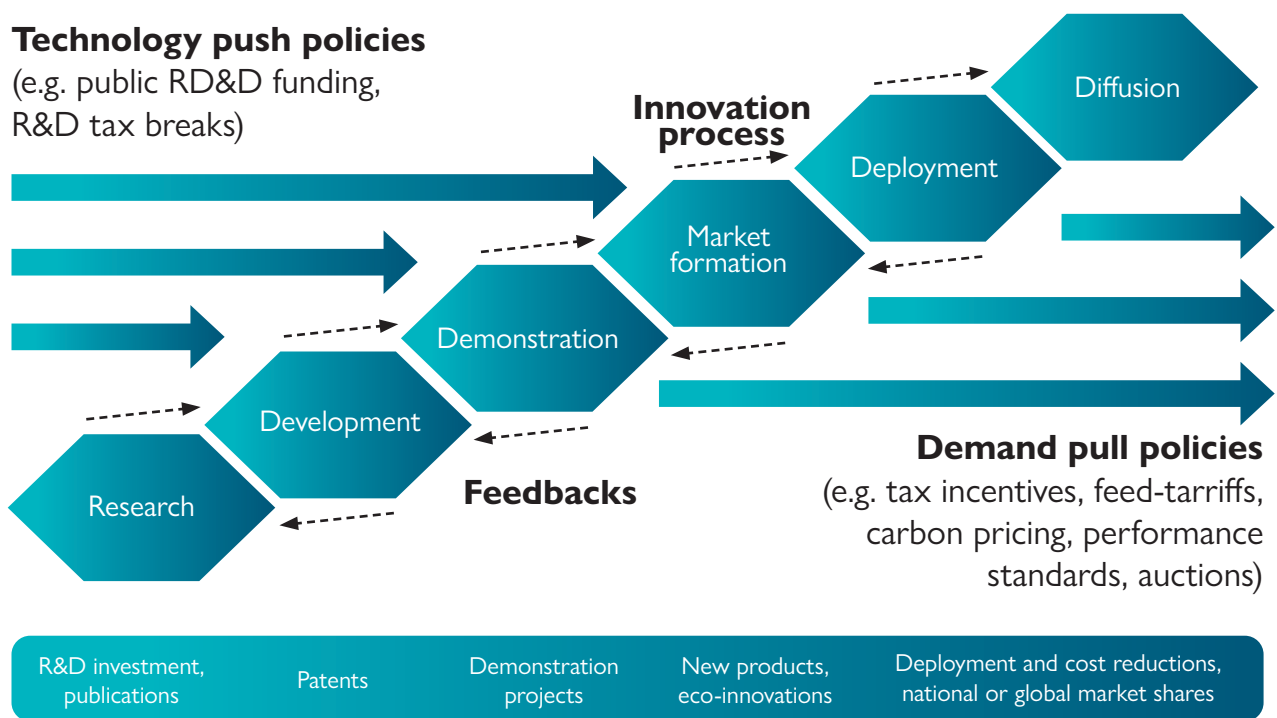 Technology push policies
(e.g. public RD&D funding,
R&D tax breaks)
Innovation
process
Diffusion
Deployment
Market
formation
Demonstration
Development
Research
Feedbacks
Demand pull policies
(e.g. tax incentives, feed-tarriffs,
carbon pricing, performance
standards, auctions)
R&D investment,
publications
Patents
Demonstration
projects
New products,
eco-innovations
Deployment and cost reductions,
national or global market shares